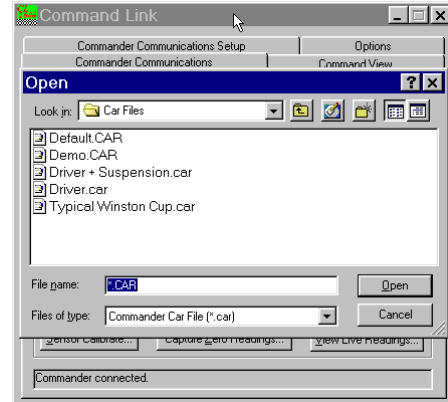 Command Link
Commander Communications Setup
Options
Commander Communications
Command View
Open
Look in:
Car Files
Default.CAR
Demo.CAR
Driver + Suspension.car
Driver.car
Typical Winston Cup.car
File name:
*.CAR
Open
Files of type:
Commander Car File (*.car)
Cancel
Sensor Calibrate...
Capture Zero Readings...
View Live Readings...
Commander connected.